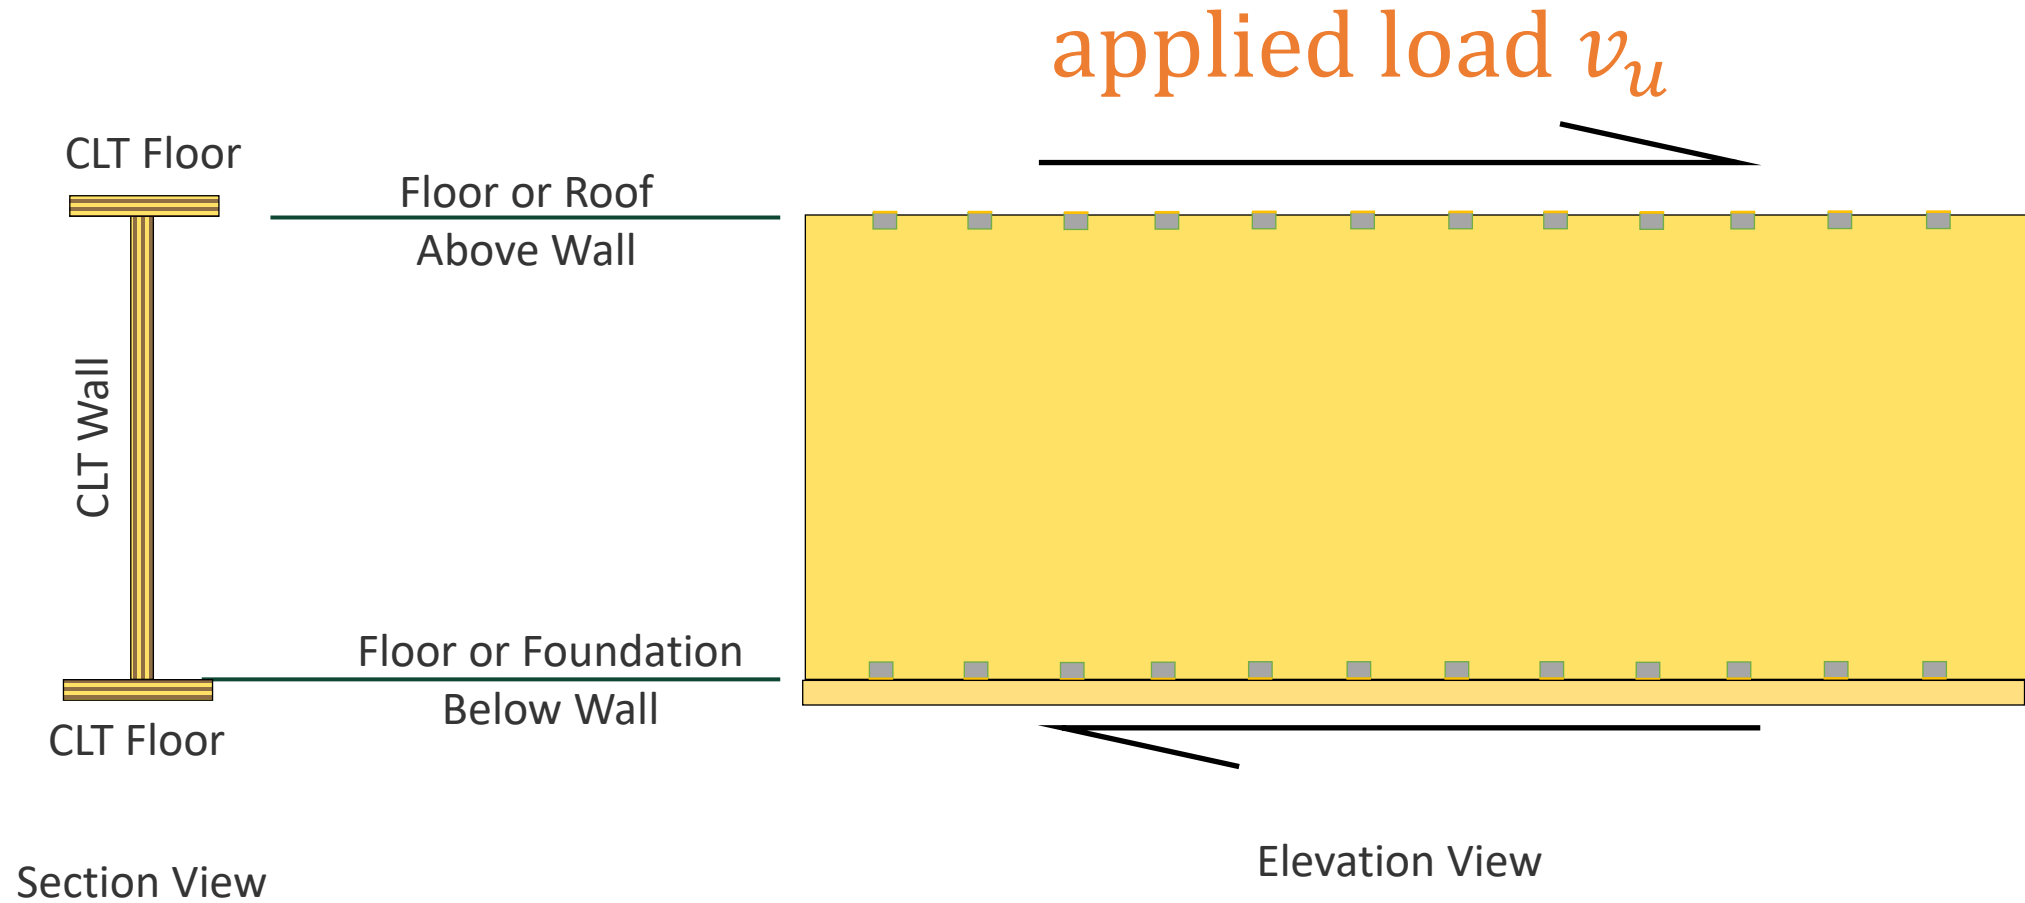 applied load v_u
CLT Floor
Floor or Roof
Above Wall
CLT Wall
Floor or Foundation
Below Wall
CLT Floor
Elevation View
Section View